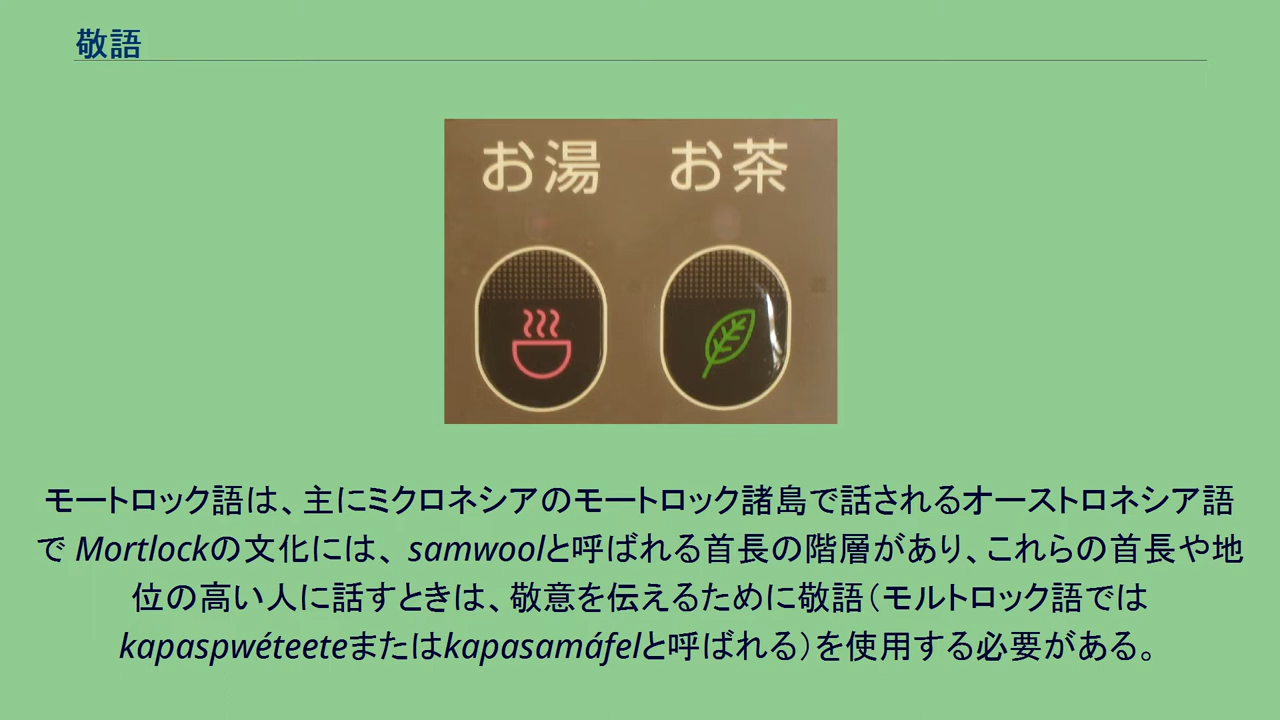 敬語
お湯 お茶
モートロック語は、主にミクロネシアのモートロック諸島で話されるオーストロネシア語
で Mortlockの文化には、 samwoolと呼ばれる首長の階層があり、これらの首長や地
位の高い人に話すときは、敬意を伝えるために敬語（モルトロック語では
kapaspwéteeteまたはkapasamáfelと呼ばれる）を使用する必要がある。